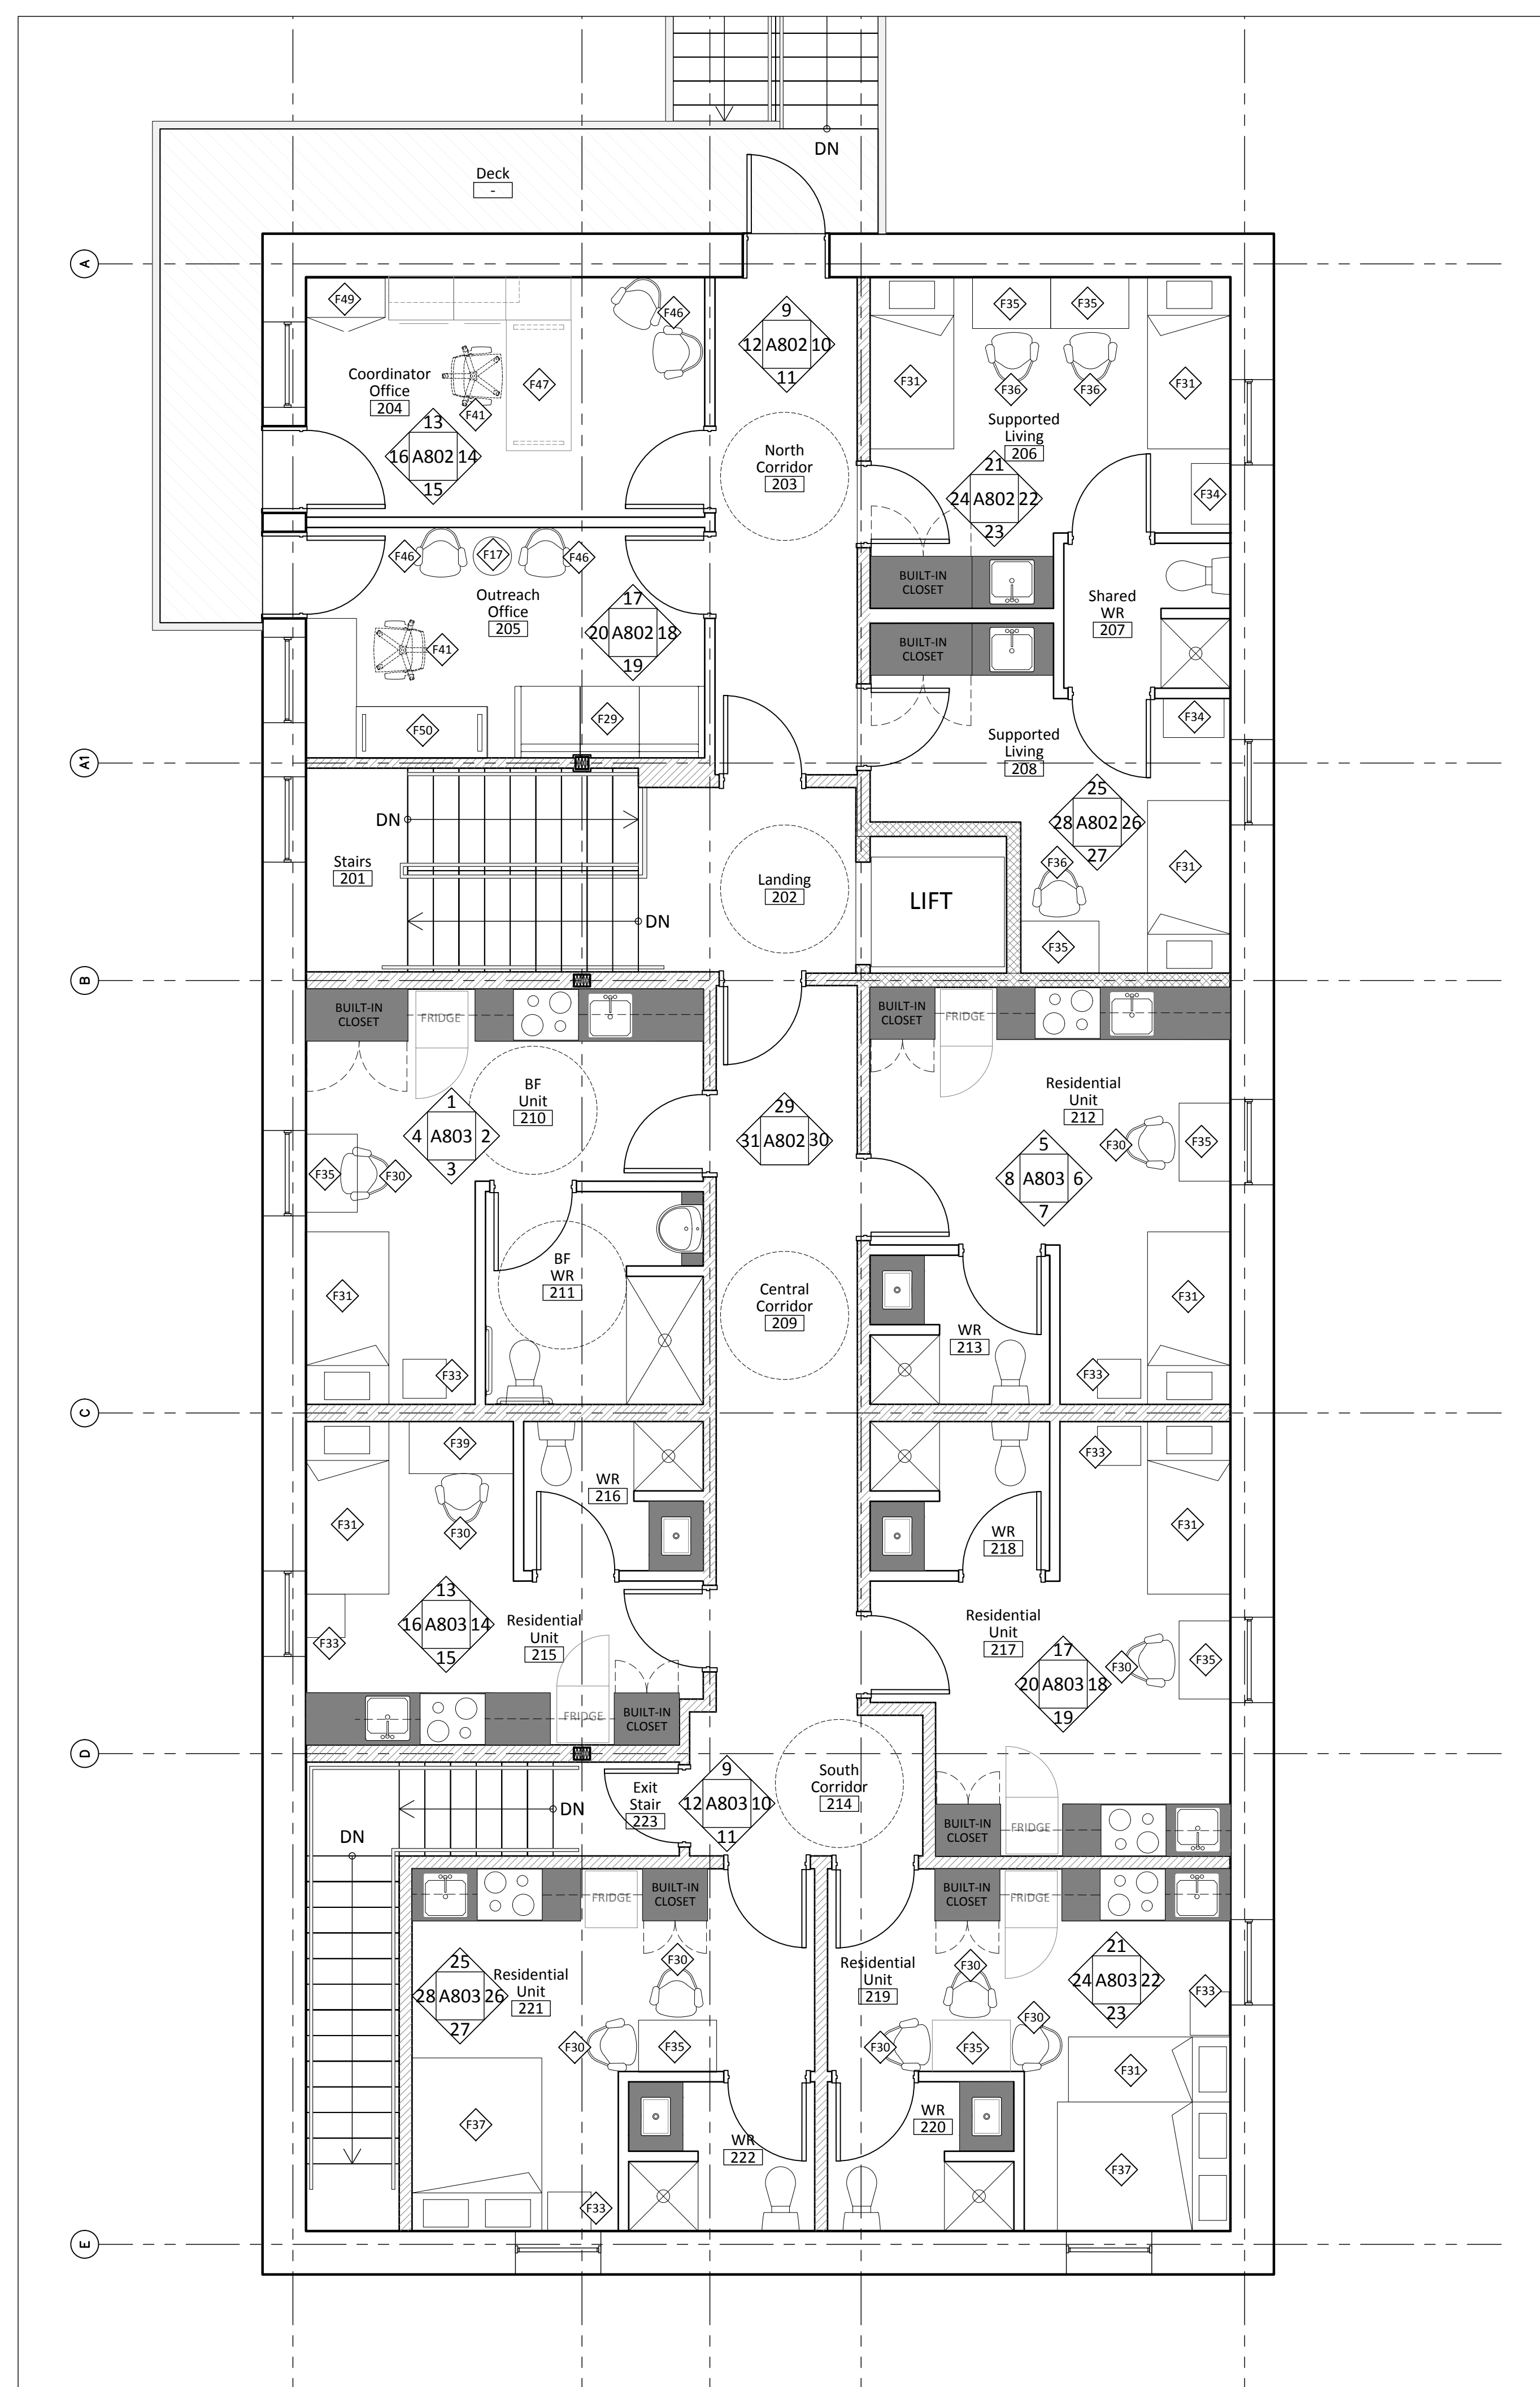 DN
Deck
-
A
F49
F46
9
12 A802 10
11
F35
F35
Coordinator
Office
204
F41
F47
F31
F36
F36
F31
13
16 A802 14
15
North
Corridor
203
Supported
Living
206
21
24 A802 22
23
F34
F46
F17
F46
Outreach
Office
205
17
20 A802 18
19
BUILT-IN
CLOSET
Shared
WR
207
F41
BUILT-IN
CLOSET
F50
F29
F34
Supported
Living
208
A1
DN
25
28 A802 26
27
Stairs
201
Landing
202
LIFT
F36
F31
DN
F35
B
BUILT-IN
CLOSET
FRIDGE
BUILT-IN
CLOSET
FRIDGE
BF
Unit
210
1
4 A803 2
3
29
31 A802 30
Residential
Unit
212
F30
F35
5
8 A803 6
7
F35
F30
BF
WR
211
F31
Central
Corridor
209
F31
WR
213
F33
F33
C
F39
F33
WR
216
F31
F30
F31
WR
218
13
16 A803 14
15
Residential
Unit
215
F33
Residential
Unit
217
F30
F35
17
20 A803 18
19
FRIDGE
BUILT-IN
CLOSET
D
Exit
Stair
223
9
12 A803 10
11
South
Corridor
214
DN
DN
BUILT-IN
CLOSET
FRIDGE
FRIDGE
BUILT-IN
CLOSET
BUILT-IN
CLOSET
FRIDGE
25
28 A803 26
27
Residential
Unit
221
F30
Residential
Unit
219
F30
21
24 A803 22
23
F33
F30
F30
F35
F30
F35
F31
F37
WR
222
WR
220
F37
F33
E